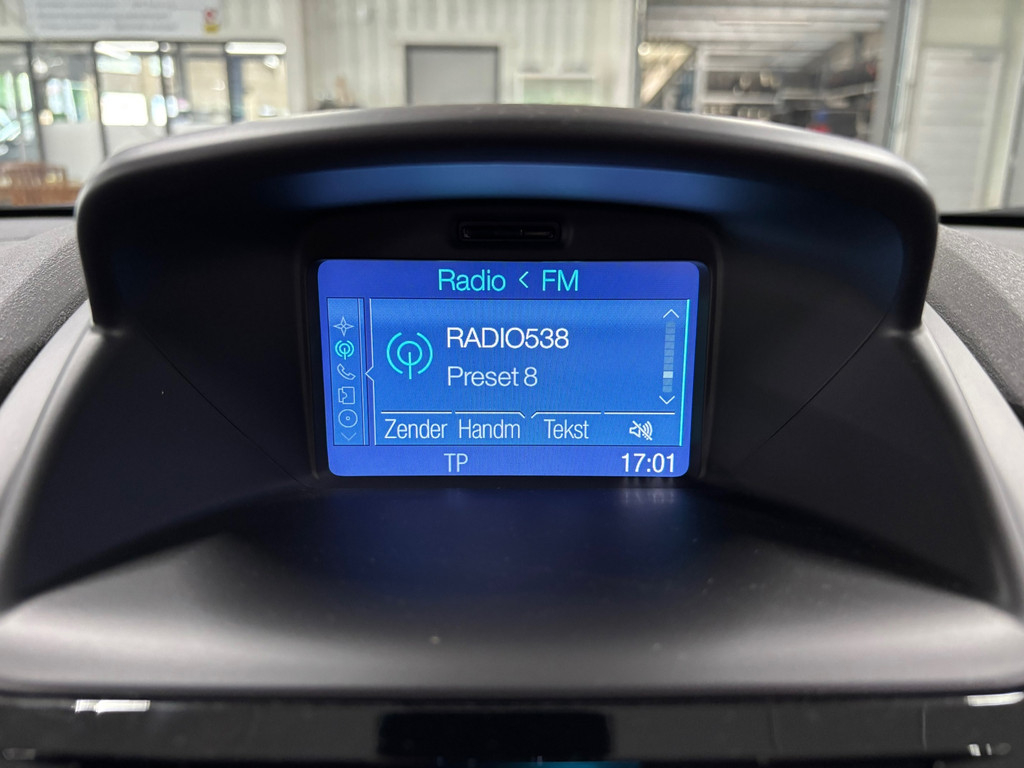 Radio < FM
RADIO538
Preset 8
Zender Handm Tekst
TP 17:01